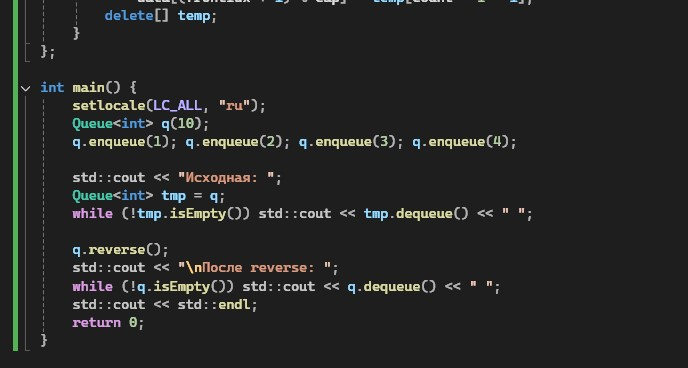 delete[] temp;
}
};
int main() {
setlocale(LC_ALL, "ru");
Queue<int> q(10);
q.enqueue(1); q.enqueue(2); q.enqueue(3); q.enqueue(4);
std::cout << "Исходная: ";
Queue<int> tmp = q;
while (!tmp.isEmpty()) std::cout << tmp.dequeue() << " ";
q.reverse();
std::cout << "\nПосле reverse: ";
while (!q.isEmpty()) std::cout << q.dequeue() << " ";
std::cout << std::endl;
return 0;
}